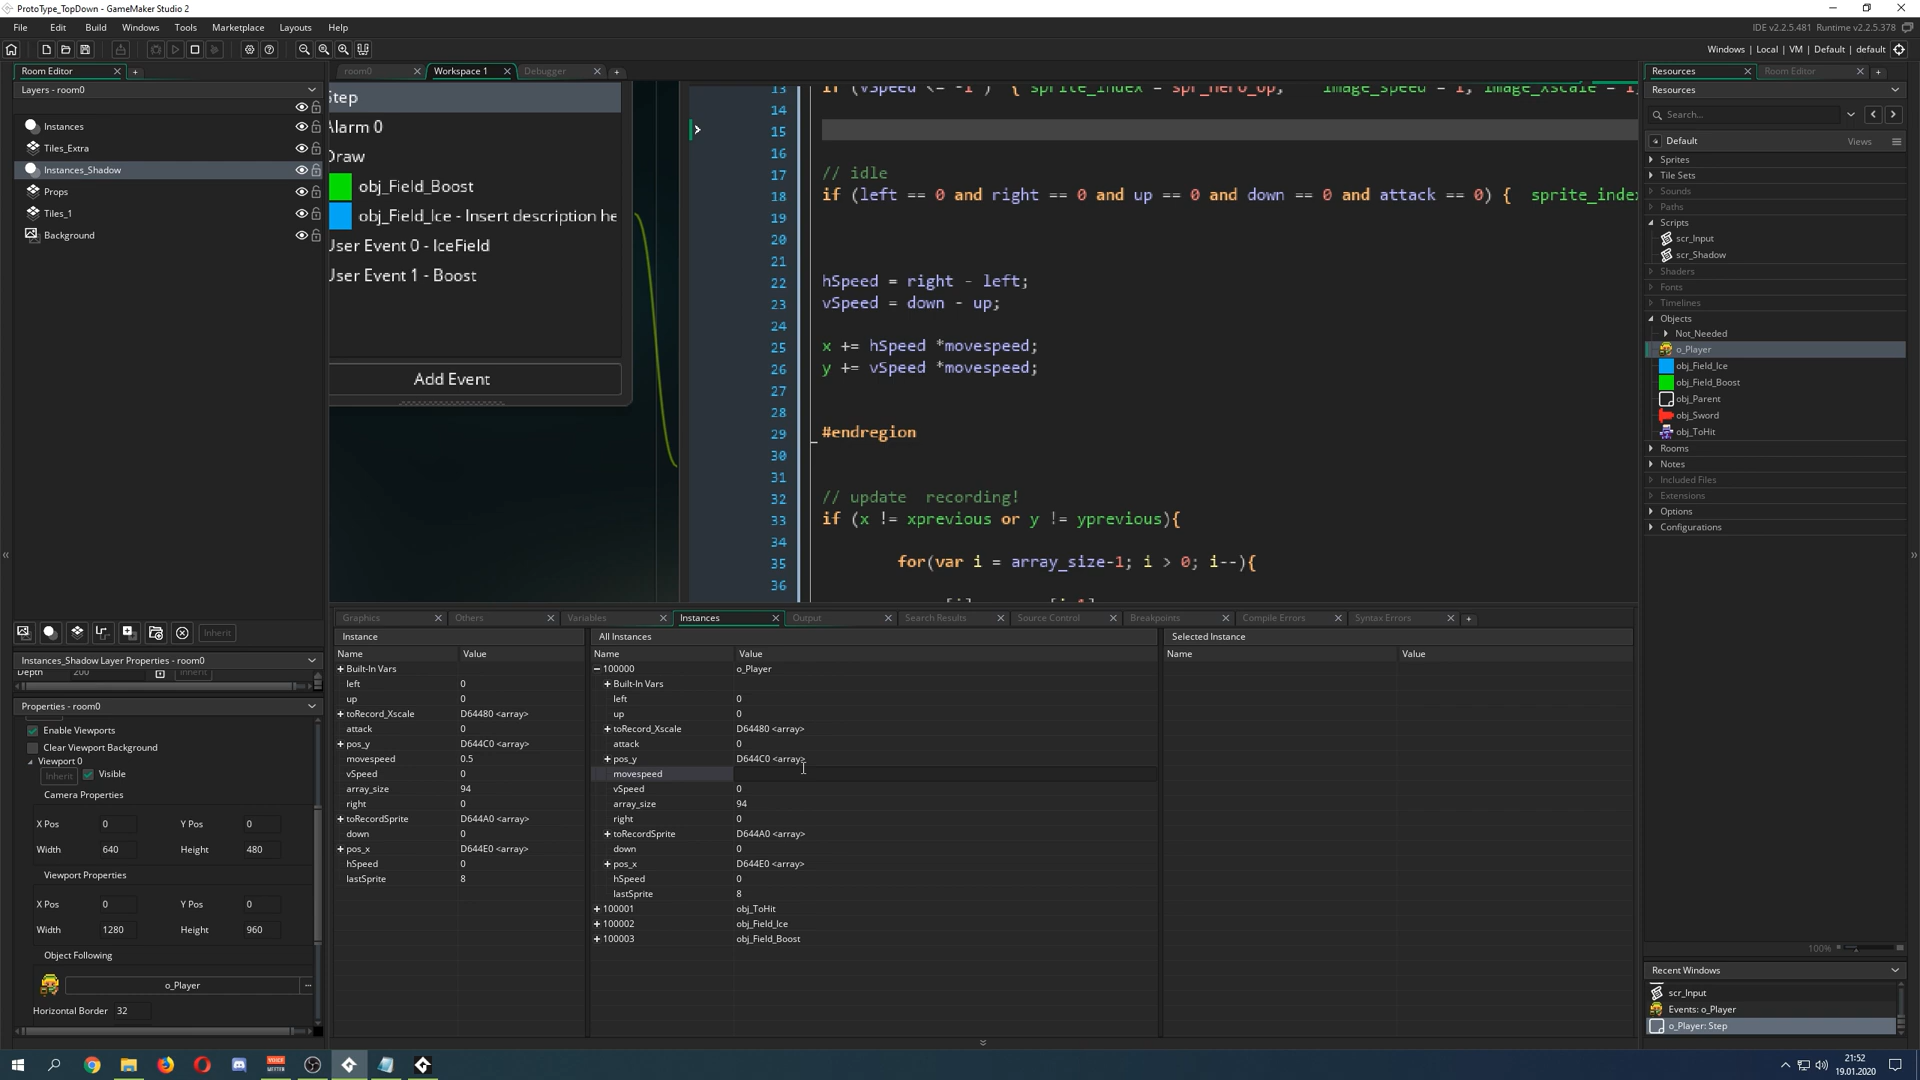 ProtoType_TopDown - GameMaker Studio 2
File Edit Build Windows Tools Marketplace Layouts Help
IDE v2.2.5.481 Runtime v2.2.5.378
Windows | Local | VM | Default | default
Room Editor
Layers - room0
Instances
Tiles_Extra
Instances_Shadow
Props
Tiles_1
Background
Inherit
Instances_Shadow Layer Properties - room0
Depth 200 Inherit
Properties - room0
Enable Viewports
Clear Viewport Background
Viewport 0
Inherit Visible
Camera Properties
X Pos 0 Y Pos 0
Width 640 Height 480
Viewport Properties
X Pos 0 Y Pos 0
Width 1280 Height 960
Object Following
o_Player
Horizontal Border 32
room0 Workspace 1 Debugger
Step
Alarm 0
Draw
obj_Field_Boost
obj_Field_Ice - Insert description he
User Event 0 - IceField
User Event 1 - Boost
Add Event
13 if (vSpeed <= -1 ) { sprite_index = spr_hero_up, image_speed = 1, image_xscale = 1
14
15
16
17 // idle
18 if (left == 0 and right == 0 and up == 0 and down == 0 and attack == 0) { sprite_index
19
20
21
22 hSpeed = right - left;
23 vSpeed = down - up;
24
25 x += hSpeed *movespeed;
26 y += vSpeed *movespeed;
27
28
29 #endregion
30
31
32 // update recording!
33 if (x != xprevious or y != yprevious){
34
35 for(var i = array_size-1; i > 0; i--){
36
Graphics Others Variables Instances Output Search Results Source Control Breakpoints Compile Errors Syntax Errors
Instance
Name Value
Built-In Vars
left 0
up 0
toRecord_Xscale D64480 <array>
attack 0
pos_y D644C0 <array>
movespeed 0.5
vSpeed 0
array_size 94
right 0
toRecordSprite D644A0 <array>
down 0
pos_x D644E0 <array>
hSpeed 0
lastSprite 8
All Instances
Name Value
100000 o_Player
Built-In Vars
left 0
up 0
toRecord_Xscale D64480 <array>
attack 0
pos_y D644C0 <array>
movespeed
vSpeed 0
array_size 94
right 0
toRecordSprite D644A0 <array>
down 0
pos_x D644E0 <array>
hSpeed 0
lastSprite 8
100001 obj_ToHit
100002 obj_Field_Ice
100003 obj_Field_Boost
Selected Instance
Name Value
Resources Room Editor
Resources
Search...
Default Views
Sprites
Tile Sets
Sounds
Paths
Scripts
scr_Input
scr_Shadow
Shaders
Fonts
Timelines
Objects
Not_Needed
o_Player
obj_Field_Ice
obj_Field_Boost
obj_Parent
obj_Sword
obj_ToHit
Rooms
Notes
Included Files
Extensions
Options
Configurations
100%
Recent Windows
scr_Input
Events: o_Player
o_Player: Step
21:52
19.01.2020